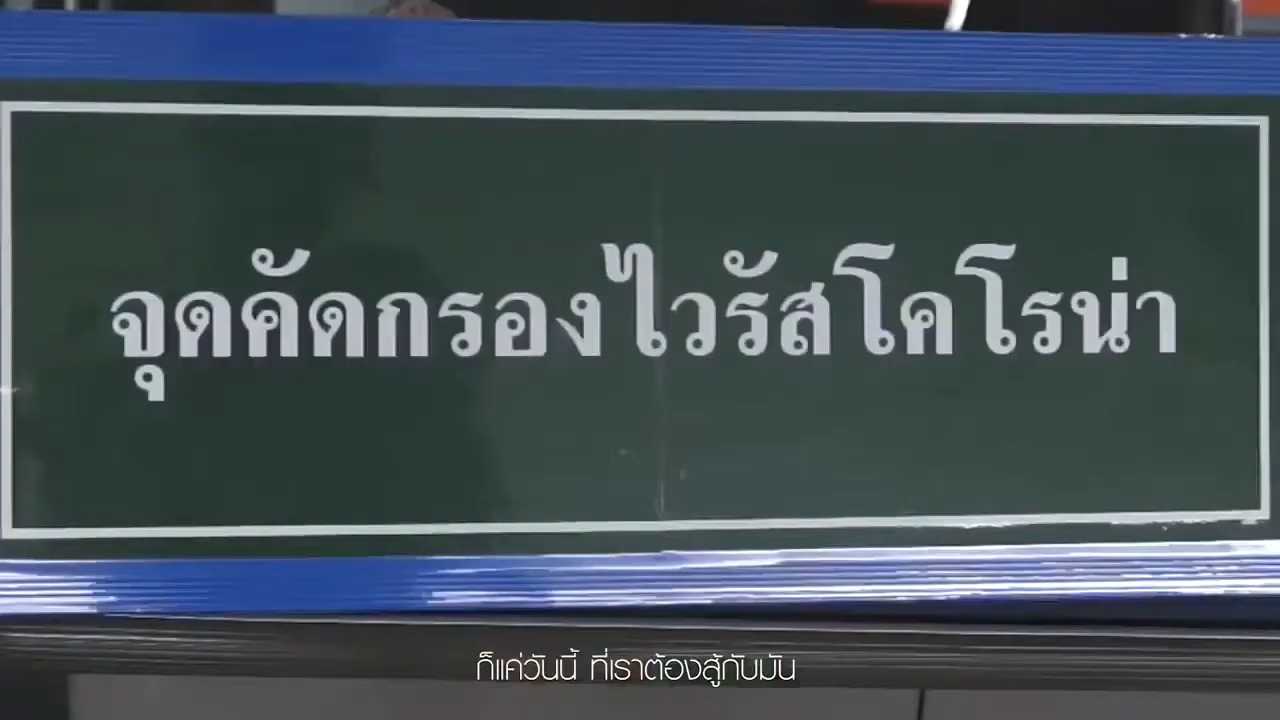 จุดคัดกรองไวรัสโคโรน่า
ก็แค่วันนี้ ที่เราต้องสู้กับมัน